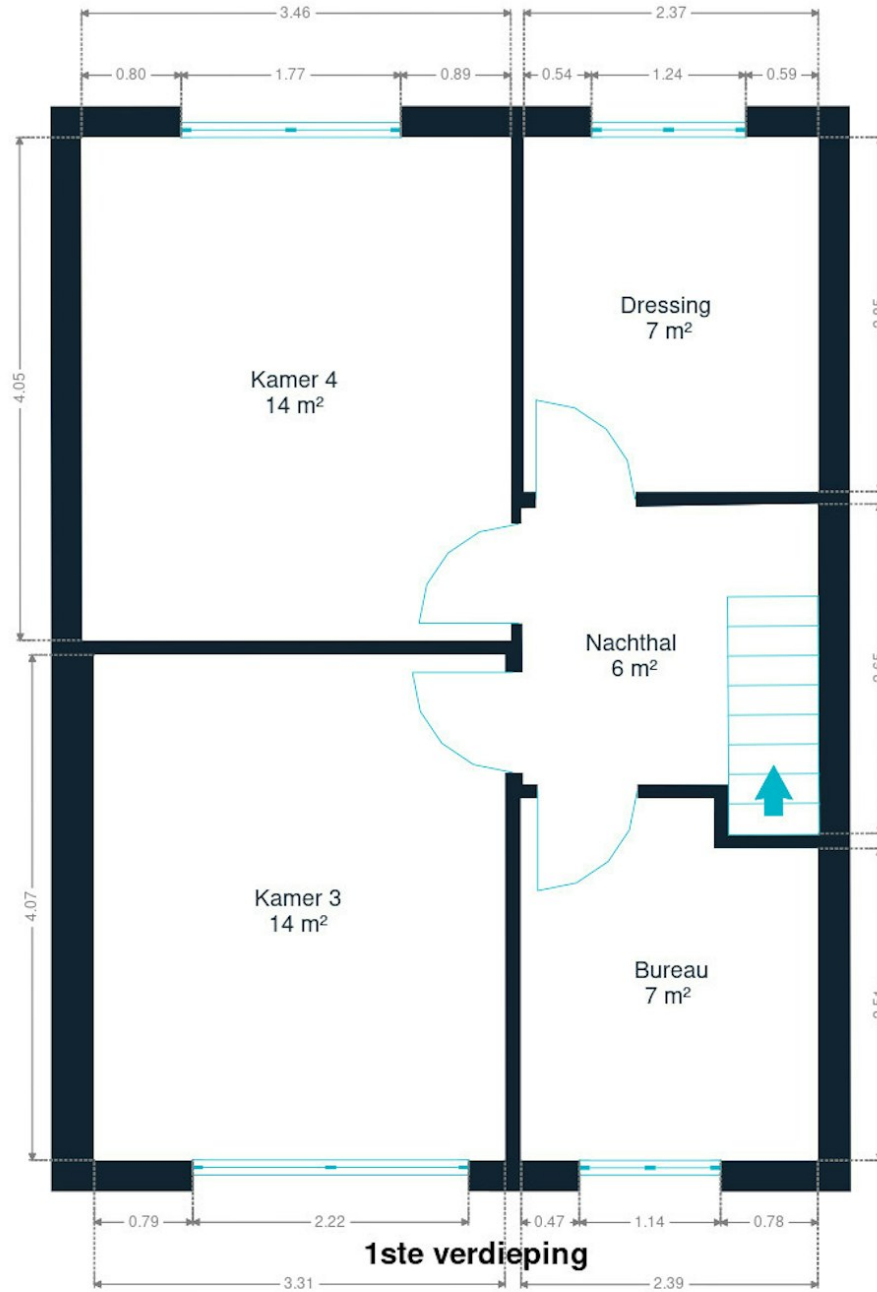 3.46
2.37
0.80
1.77
0.89
0.54
1.24
0.59
4.05
Dressing
7 m²
Kamer 4
14 m²
Nachthal
6 m²
4.07
Kamer 3
14 m²
Bureau
7 m²
0.79
2.22
0.47
1.14
0.78
1ste verdieping
3.31
2.39